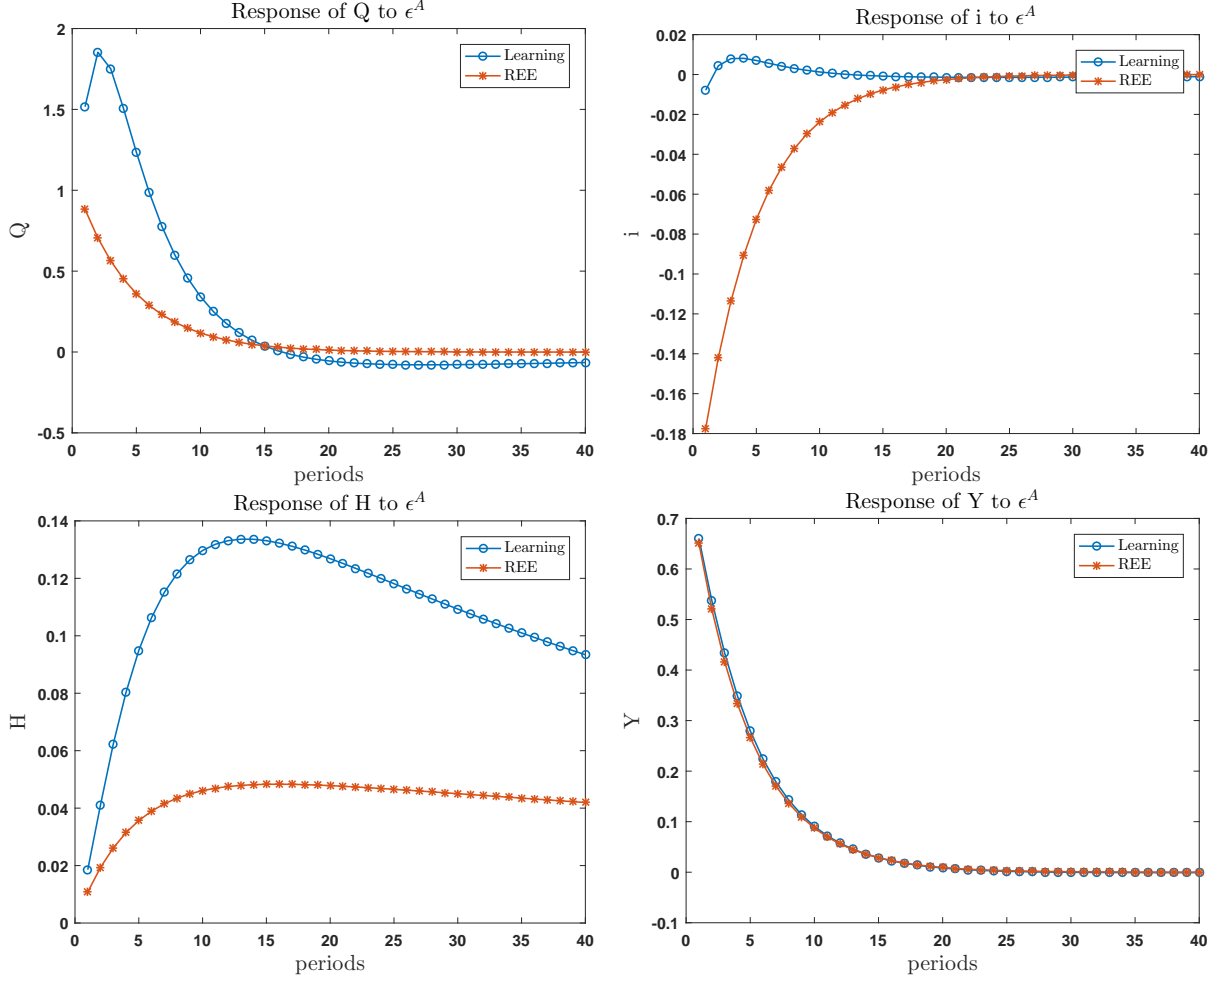 Response of Q to ϵ^A
2
1.5
1
0.5
0
-0.5
Q
0 5 10 15 20 25 30 35 40
periods
Learning
REE
Response of i to ϵ^A
0.02
0
-0.02
-0.04
-0.06
-0.08
-0.1
-0.12
-0.14
-0.16
-0.18
i
0 5 10 15 20 25 30 35 40
periods
Learning
REE
Response of H to ϵ^A
0.14
0.12
0.1
0.08
0.06
0.04
0.02
0
H
0 5 10 15 20 25 30 35 40
periods
Learning
REE
Response of Y to ϵ^A
0.7
0.6
0.5
0.4
0.3
0.2
0.1
0
-0.1
Y
0 5 10 15 20 25 30 35 40
periods
Learning
REE